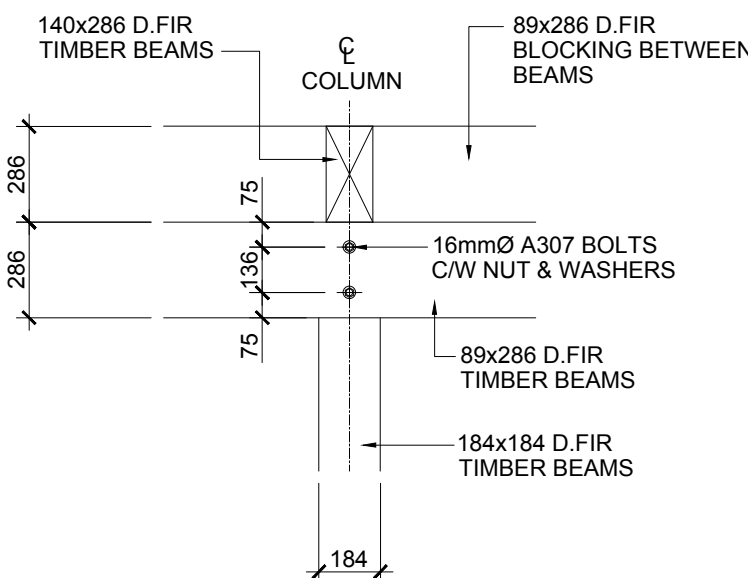 140x286 D.FIR
TIMBER BEAMS
℄
COLUMN
89x286 D.FIR
BLOCKING BETWEEN
BEAMS
286
75
286
136
75
16mmØ A307 BOLTS
C/W NUT & WASHERS
89x286 D.FIR
TIMBER BEAMS
184x184 D.FIR
TIMBER BEAMS
184